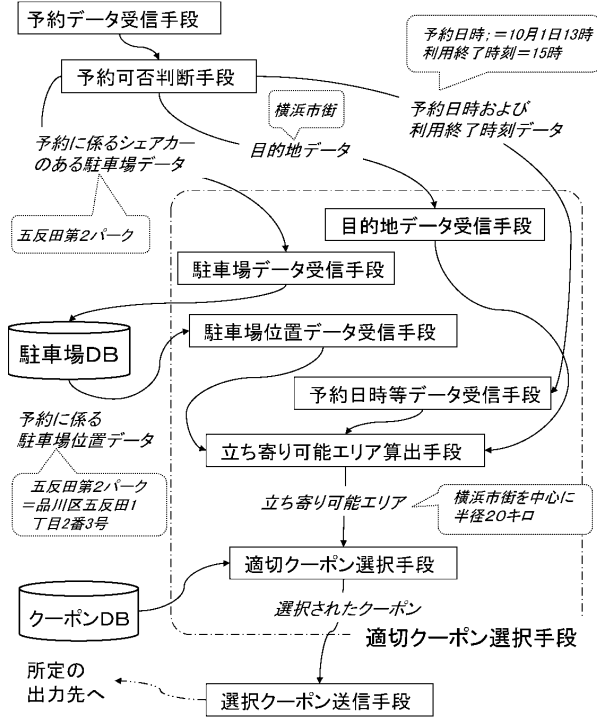 予約データ受信手段
予約日時;=10月1日13時
利用終了時刻=15時
予約可否判断手段
横浜市街
予約日時および
利用終了時刻データ
予約に係るシェアカー
のある駐車場データ
目的地データ
五反田第2パーク
目的地データ受信手段
駐車場データ受信手段
駐車場DB
駐車場位置データ受信手段
予約日時等データ受信手段
予約に係る
駐車場位置データ
立ち寄り可能エリア算出手段
五反田第2パーク
=品川区五反田1
丁目2番3号
立ち寄り可能エリア
横浜市街を中心に
半径20キロ
適切クーポン選択手段
クーポンDB
選択されたクーポン
適切クーポン選択手段
所定の
出力先へ
選択クーポン送信手段